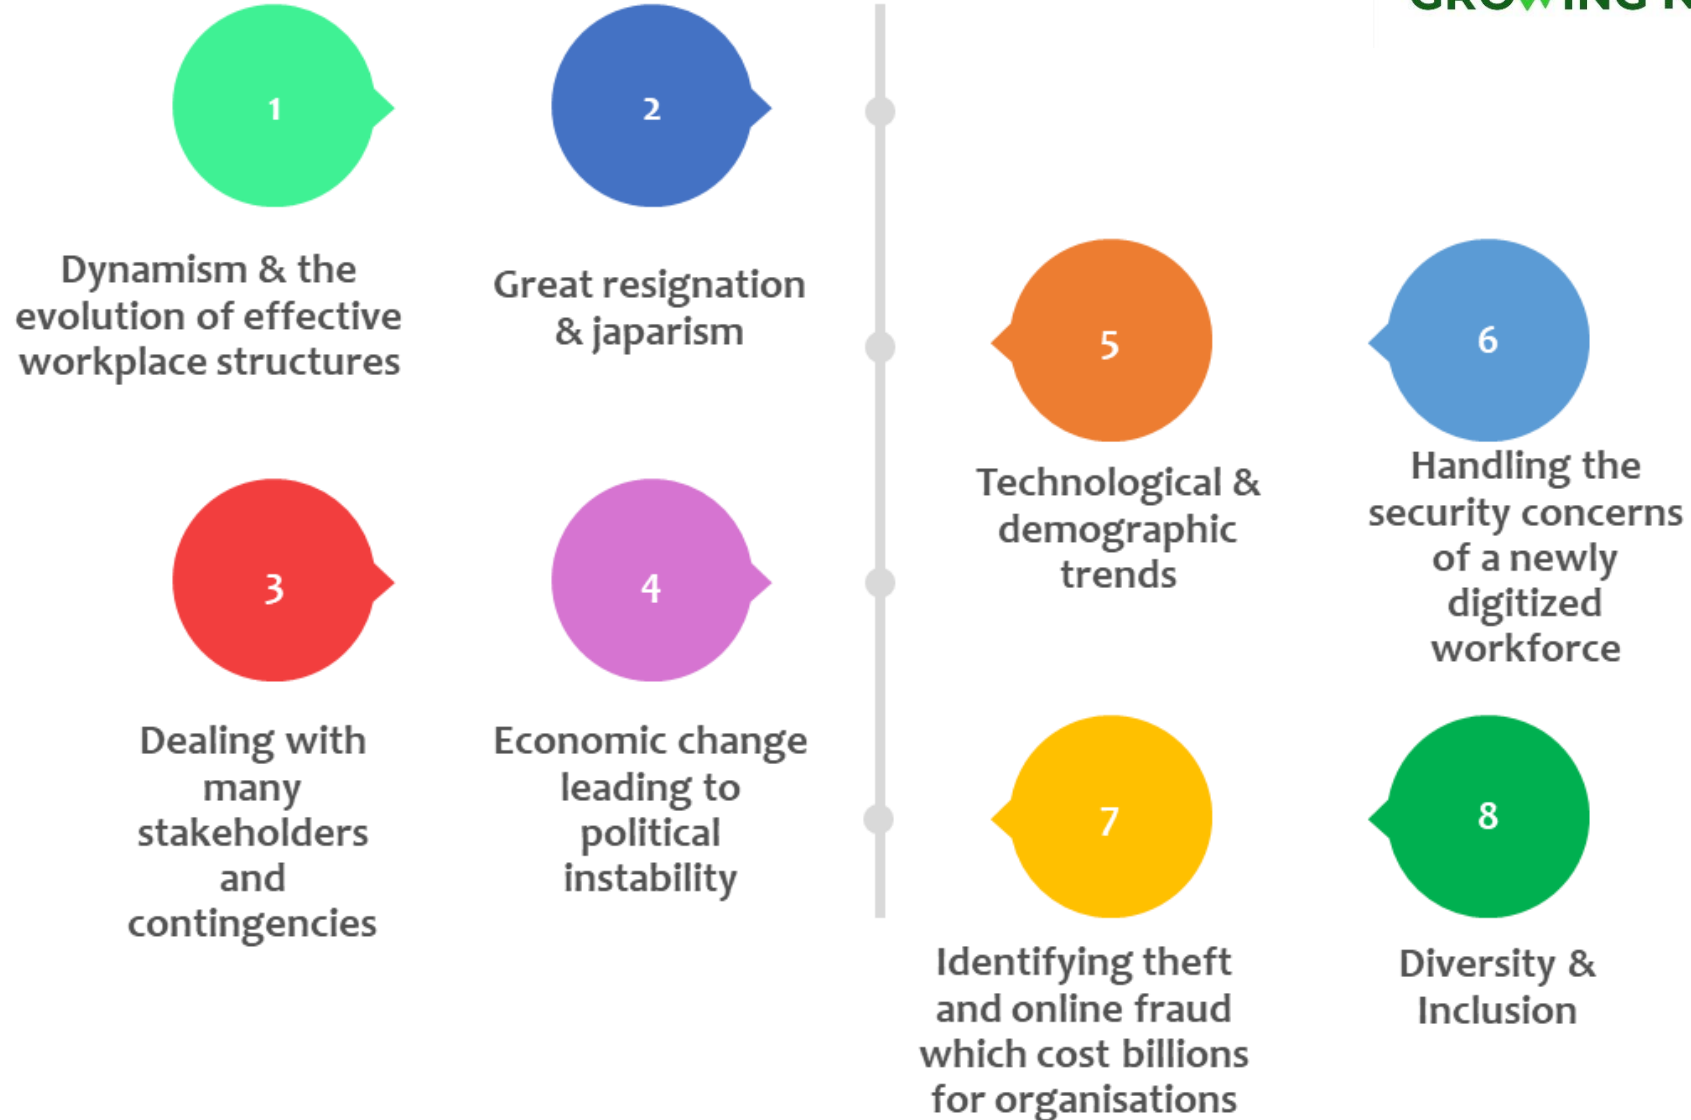 GROWING
1
2
Dynamism & the
evolution of effective
workplace structures
Great resignation
& japarism
3
4
Dealing with
many
stakeholders
and
contingencies
Economic change
leading to
political
instability
5
6
Technological &
demographic
trends
Handling the
security concerns
of a newly
digitized
workforce
7
8
Identifying theft
and online fraud
which cost billions
for organisations
Diversity &
Inclusion